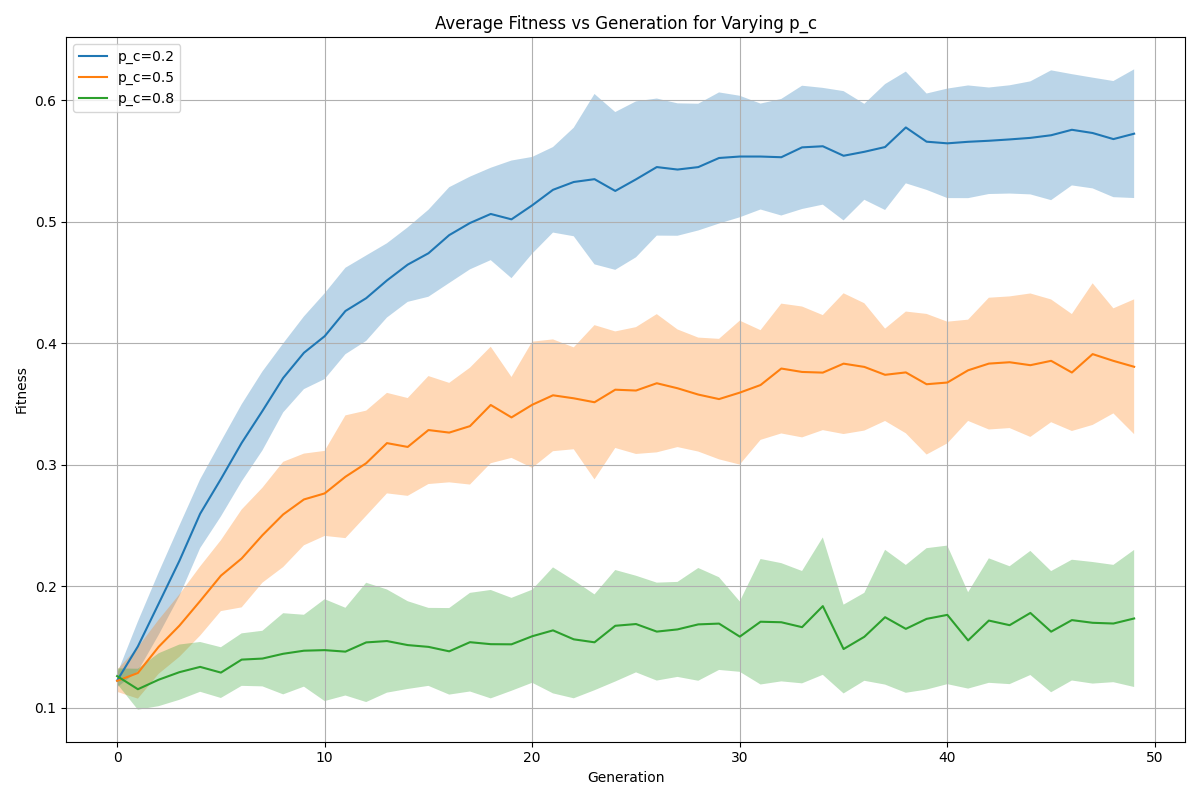 Average Fitness vs Generation for Varying p_c
p_c=0.2
p_c=0.5
p_c=0.8
Fitness
0.6
0.5
0.4
0.3
0.2
0.1
0 10 20 30 40 50
Generation